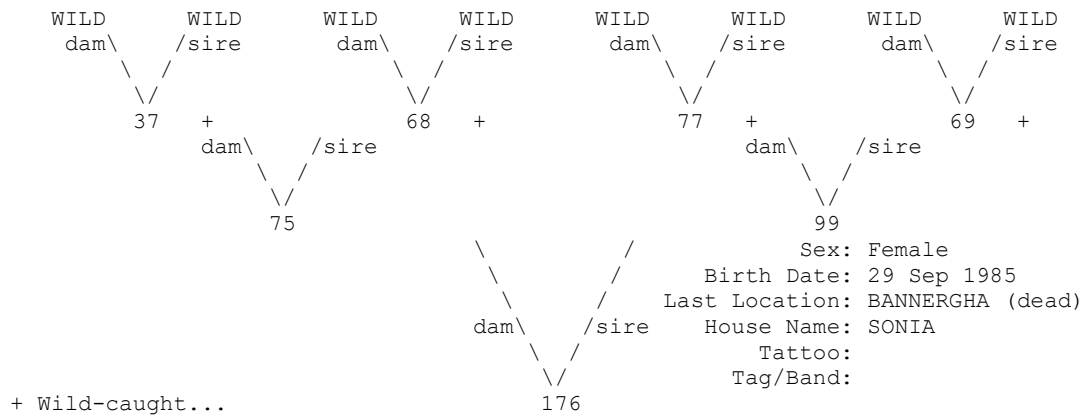 WILD WILD WILD WILD WILD WILD WILD WILD
dam\ /sire dam\ /sire dam\ /sire dam\ /sire
\ / \ / \ / \ /
\/ \/ \/ \/
37 + 68 + 77 + 69 +
dam\ /sire dam\ /sire
\ / \ /
\/ \/
75 99
\ / Sex: Female
\ / Birth Date: 29 Sep 1985
\ / Last Location: BANNERGHA (dead)
dam\ /sire House Name: SONIA
\ / Tattoo:
\/ Tag/Band:
+ Wild-caught... 176